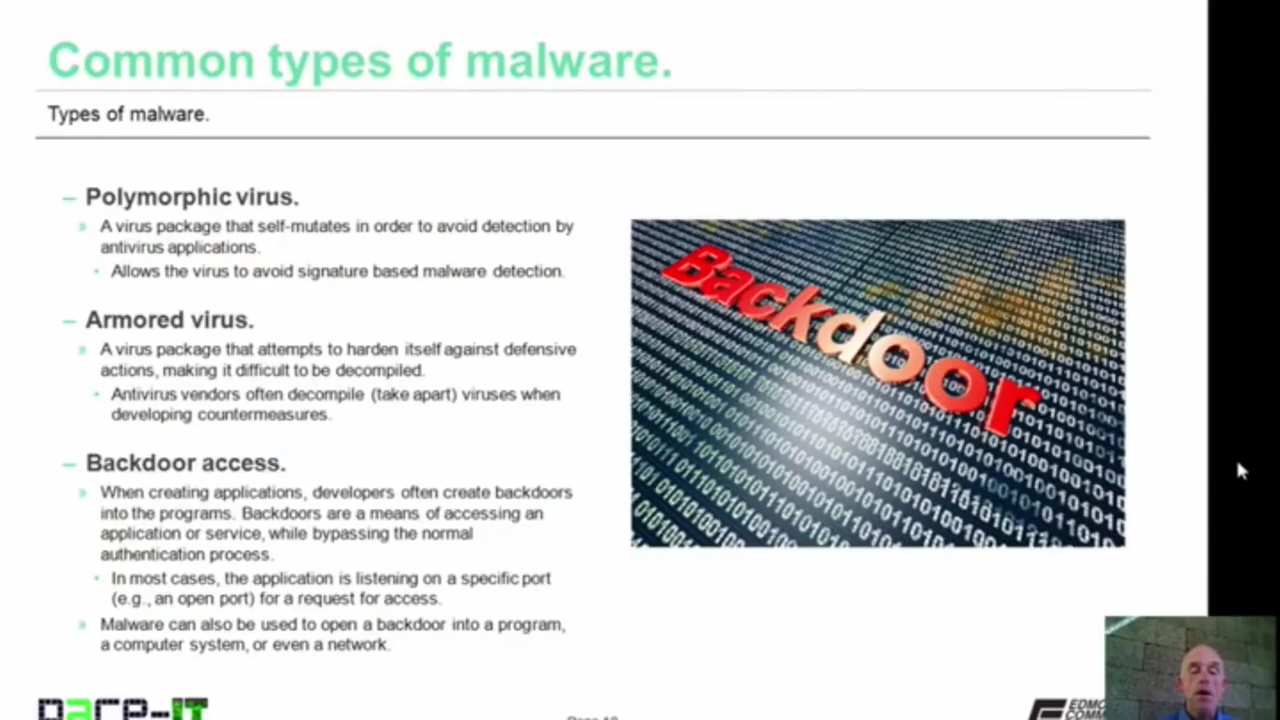 Common types of malware.
Types of malware.
– Polymorphic virus.
» A virus package that self-mutates in order to avoid detection by
antivirus applications.
• Allows the virus to avoid signature based malware detection.
– Armored virus.
» A virus package that attempts to harden itself against defensive
actions, making it difficult to be decompiled.
• Antivirus vendors often decompile (take apart) viruses when
developing countermeasures.
– Backdoor access.
» When creating applications, developers often create backdoors
into the programs. Backdoors are a means of accessing an
application or service, while bypassing the normal
authentication process.
• In most cases, the application is listening on a specific port
(e.g., an open port) for a request for access.
» Malware can also be used to open a backdoor into a program,
a computer system, or even a network.
Backdoor
pace-IT